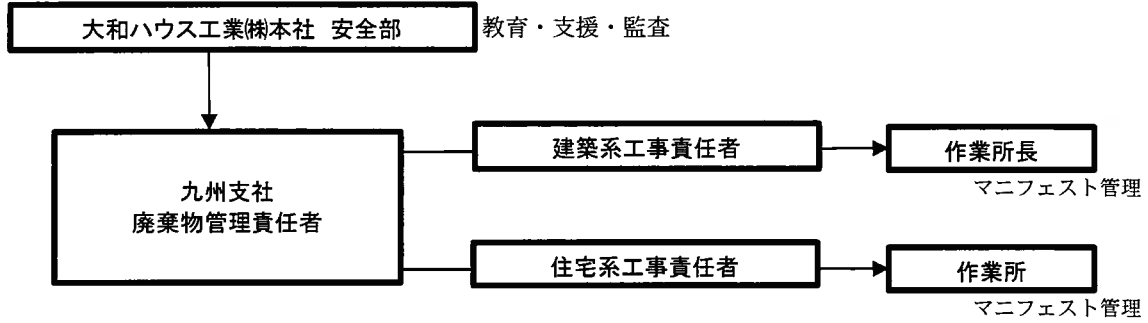 大和ハウス工業㈱本社 安全部
教育・支援・監査
九州支社
廃棄物管理責任者
建築系工事責任者
作業所長
マニフェスト管理
住宅系工事責任者
作業所
マニフェスト管理